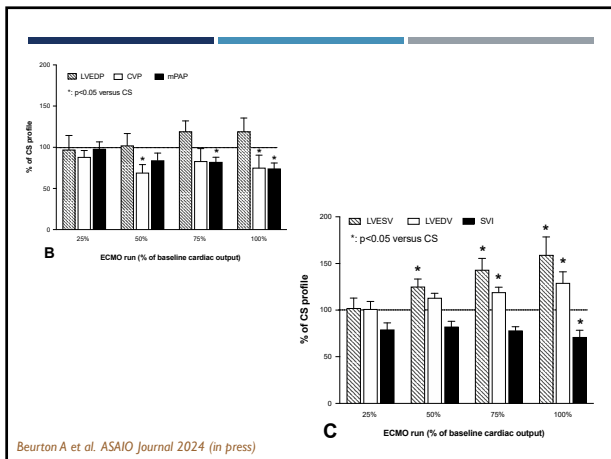 200
LVEDP CVP mPAP
*: p<0.05 versus CS
150
% of CS profile
100
*
*
*
*
50
0
25% 50% 75% 100%
B
ECMO run (% of baseline cardiac output)
200
LVESV LVEDV SVI
*: p<0.05 versus CS
150
*
*
*
*
*
*
% of CS profile
100
50
0
25% 50% 75% 100%
C
ECMO run (% of baseline cardiac output)
Beurton A et al. ASAIO Journal 2024 (in press)